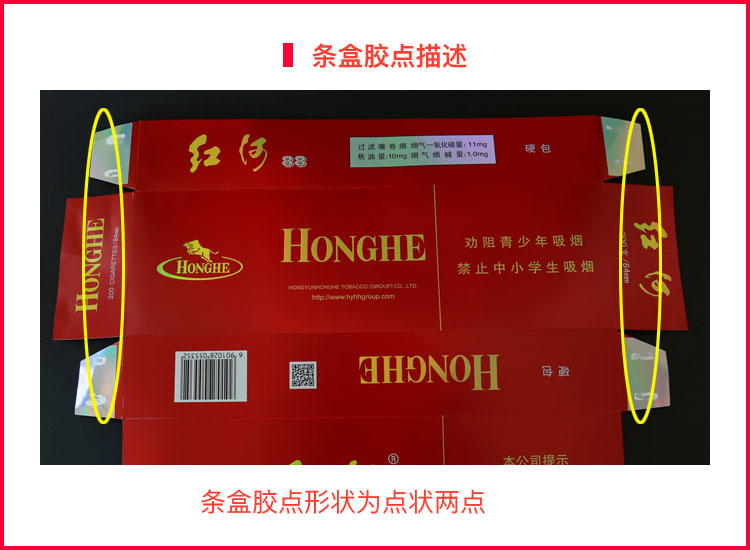 条盒胶点描述
红河 88
过滤嘴卷烟 烟气一氧化碳量：11mg
焦油量：10mg 烟气烟碱量：1.0mg
硬包
HONGHE
200 CIGARETTES/84mm
HONGHE
HONGHE
HONGYUNHONGHE TOBACCO (GROUP) CO., LTD.
http://www.hyhhgroup.com
劝阻青少年吸烟
禁止中小学生吸烟
红河
200支/84mm
6901028055352
HONGHE
硬包
®
本公司提示
条盒胶点形状为点状两点